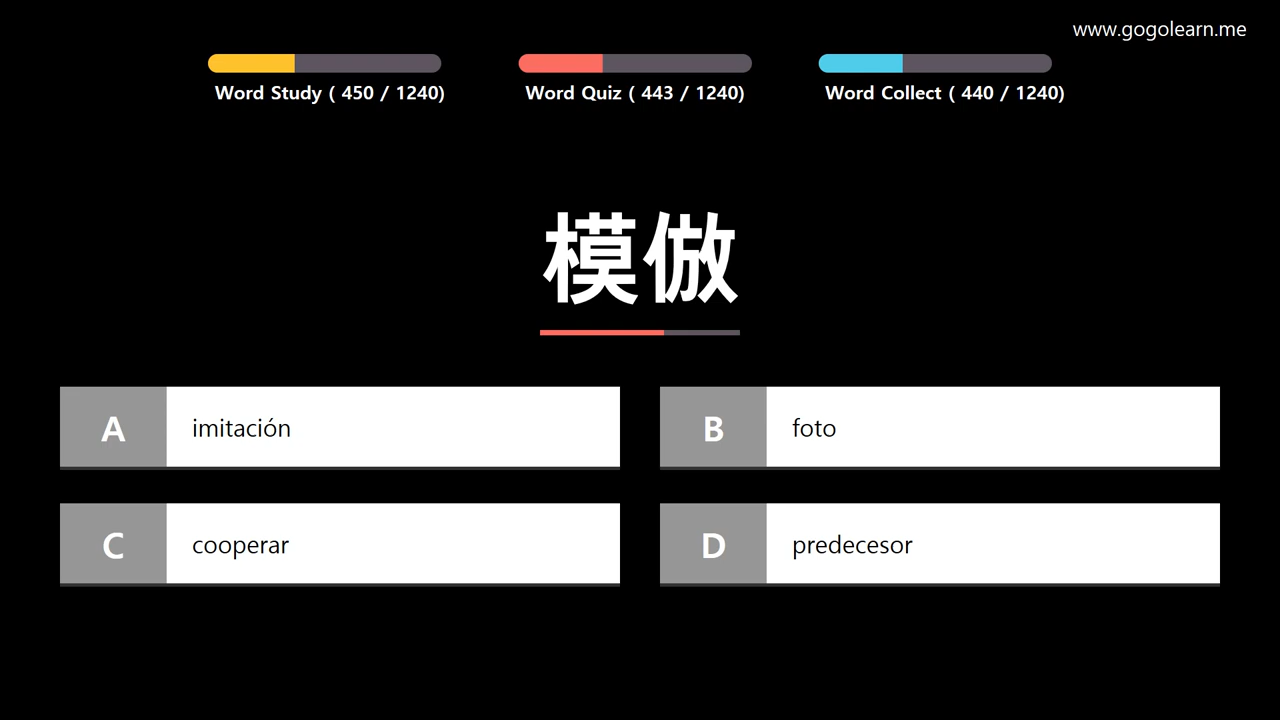 www.gogolearn.me
Word Study ( 450 / 1240)
Word Quiz ( 443 / 1240)
Word Collect ( 440 / 1240)
模倣
A imitación
B foto
C cooperar
D predecesor